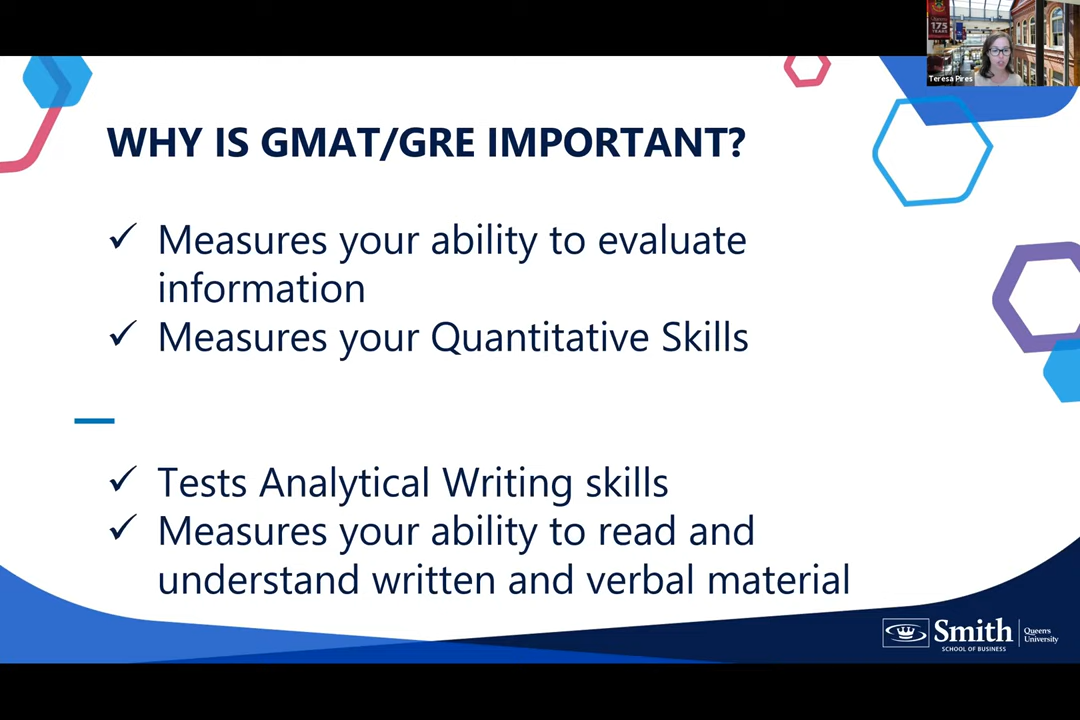 175
YEARS
Teresa Pires
WHY IS GMAT/GRE IMPORTANT?
✓ Measures your ability to evaluate
information
✓ Measures your Quantitative Skills
✓ Tests Analytical Writing skills
✓ Measures your ability to read and
understand written and verbal material
Smith
SCHOOL OF BUSINESS
Queen's
University